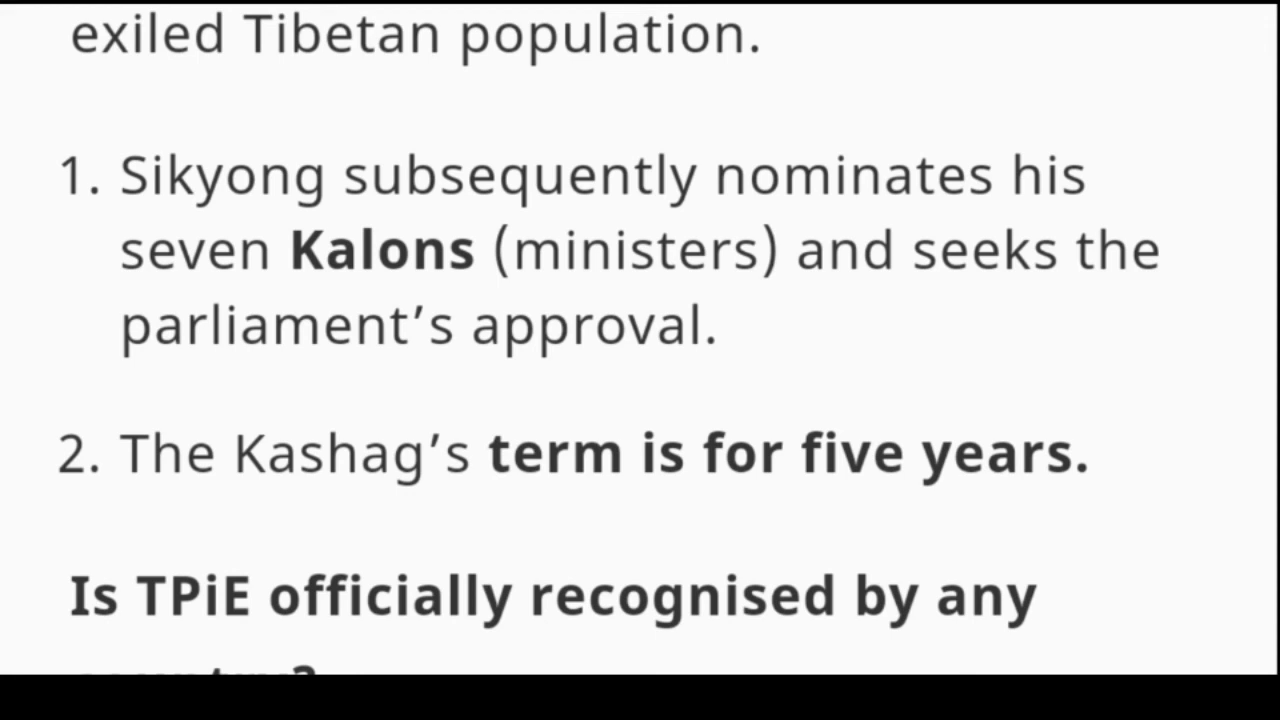 exiled Tibetan population.
1. Sikyong subsequently nominates his
seven Kalons (ministers) and seeks the
parliament’s approval.
2. The Kashag’s term is for five years.
Is TPiE officially recognised by any